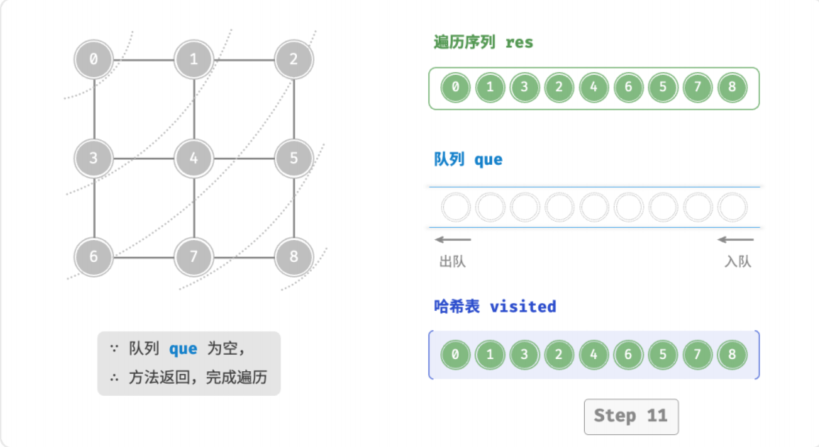 0 1 2
3 4 5
6 7 8
∵ 队列 que 为空，
∴ 方法返回，完成遍历
遍历序列 res
0 1 3 2 4 6 5 7 8
队列 que
出队 入队
哈希表 visited
0 1 3 2 4 6 5 7 8
Step 11